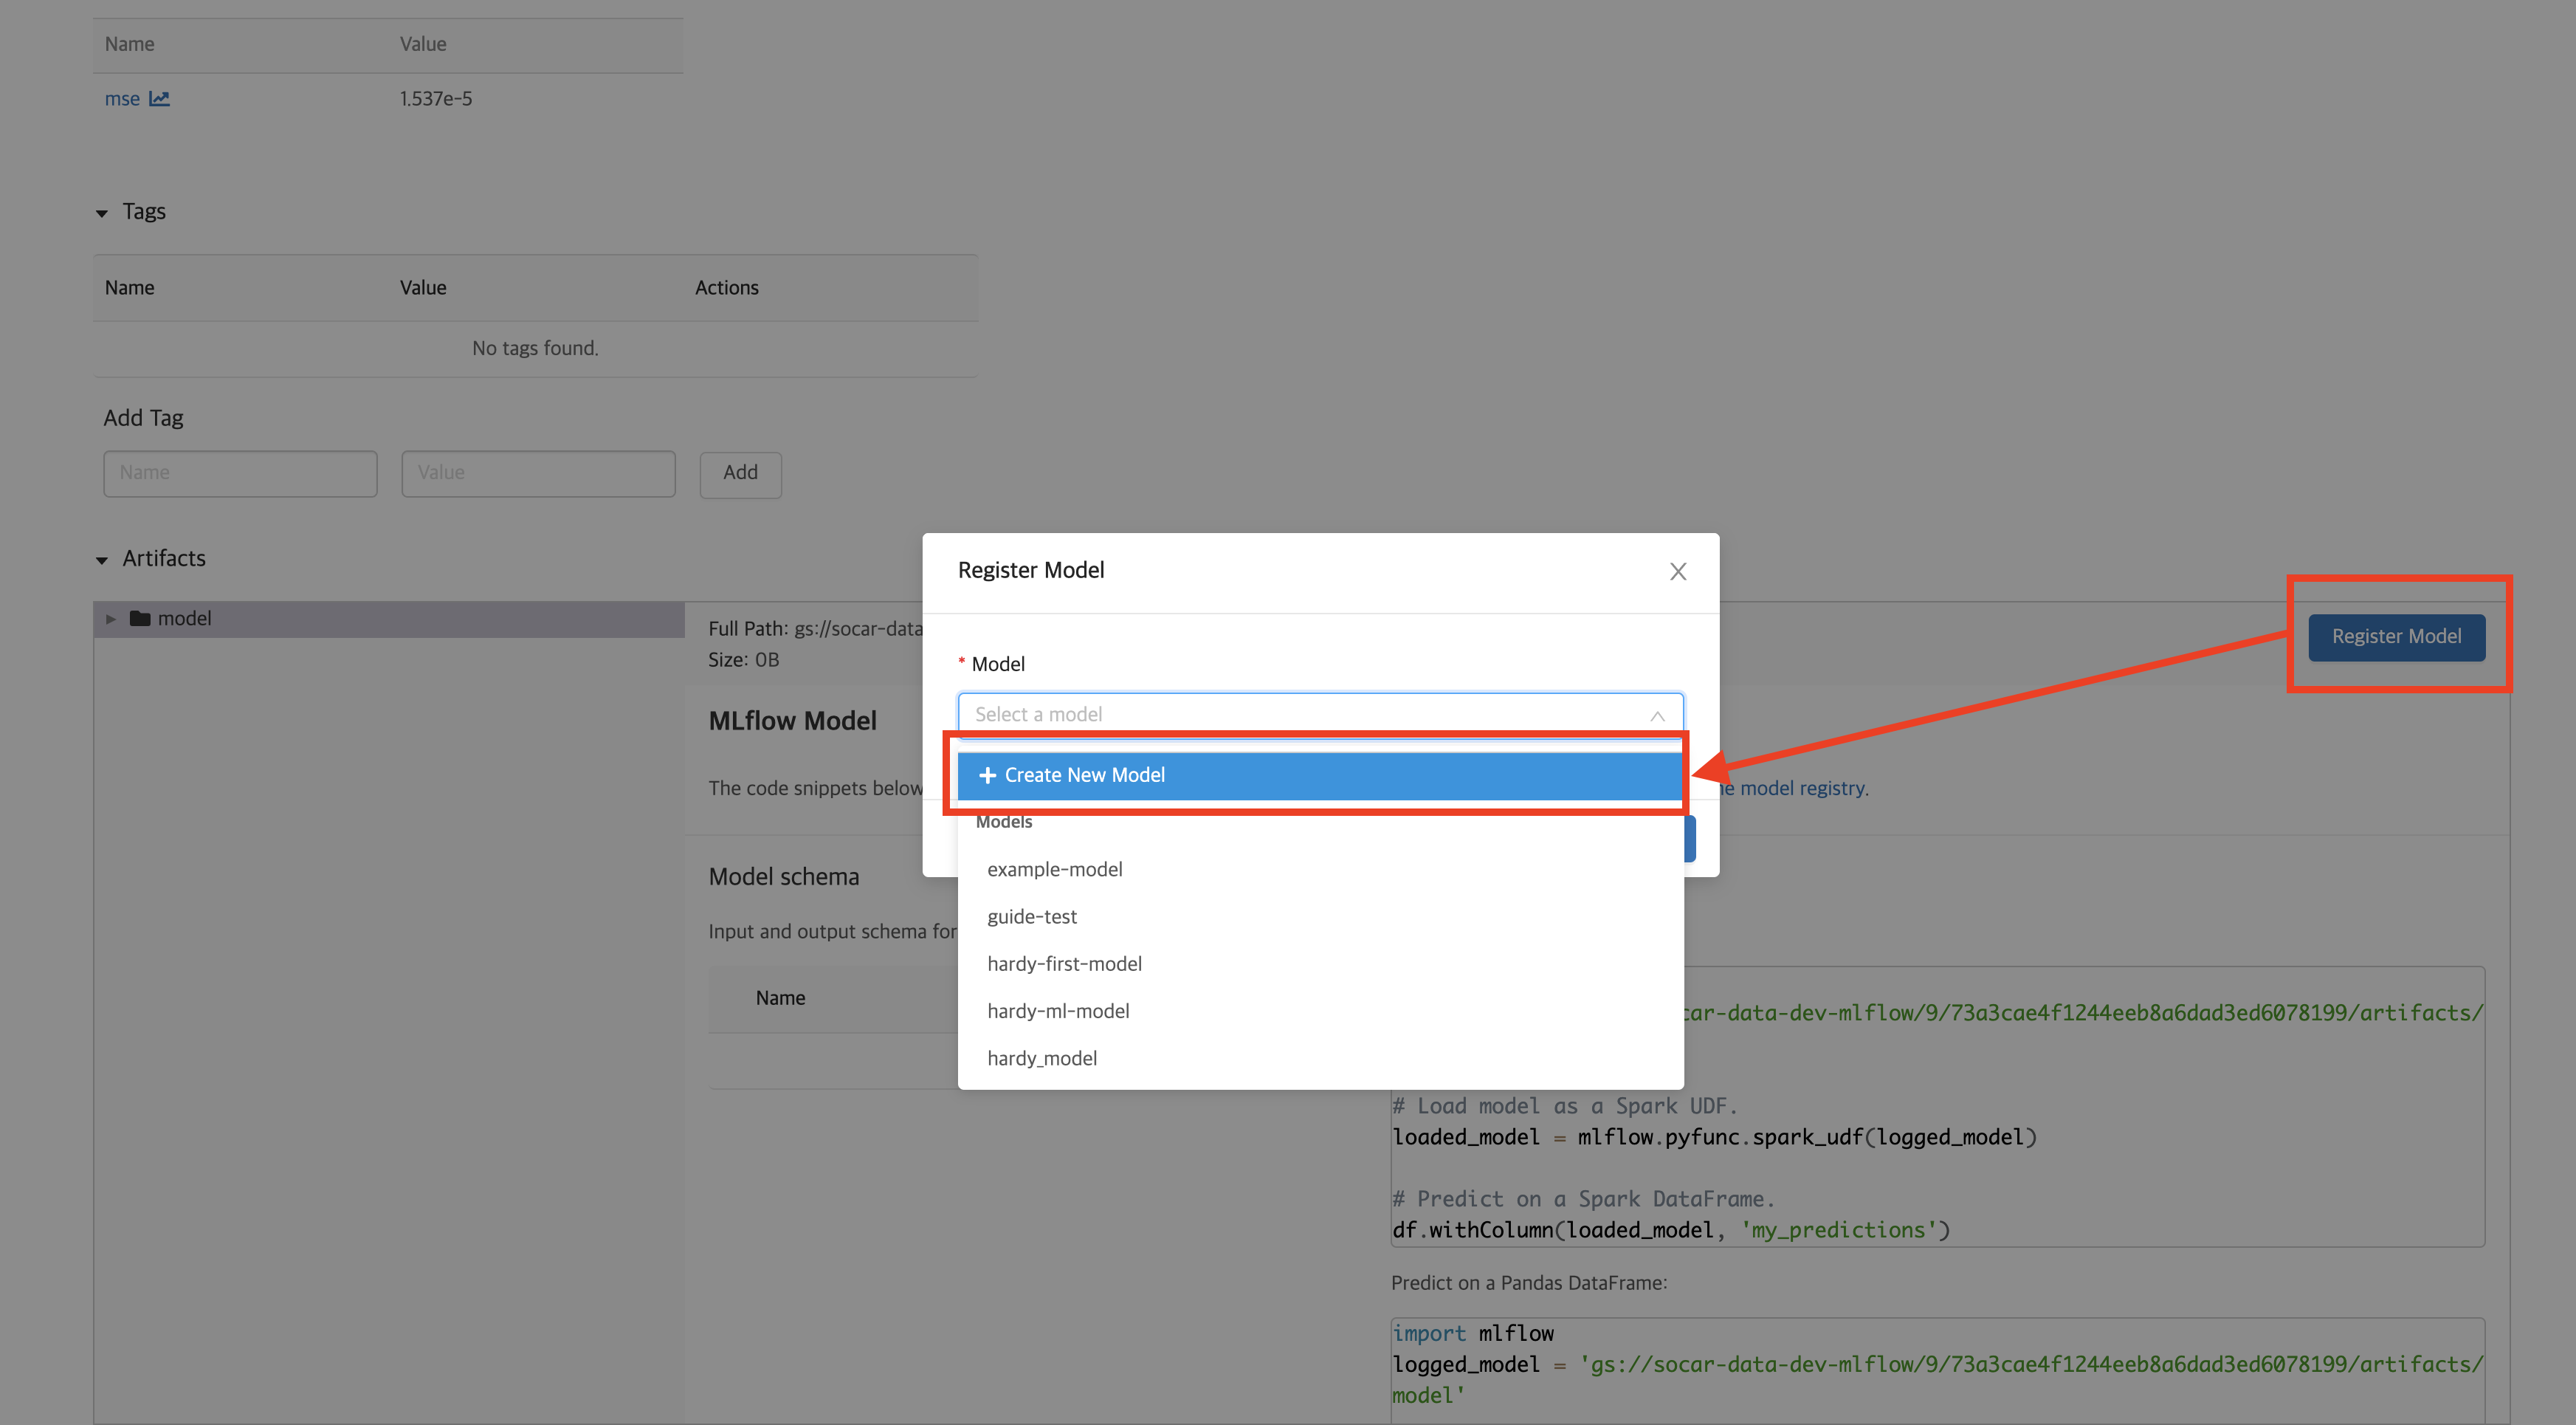 Name Value
mse 1.537e-5
Tags
Name Value Actions
No tags found.
Add Tag
Name Value Add
Artifacts
model
Full Path: gs://socar-data
Size: 0B
Register Model
MLflow Model
The code snippets below
model registry.
Model schema
Input and output schema for
Name
Register Model
* Model
Select a model
+ Create New Model
Models
example-model
guide-test
hardy-first-model
hardy-ml-model
hardy_model
car-data-dev-mlflow/9/73a3cae4f1244eeb8a6dad3ed6078199/artifacts/
# Load model as a Spark UDF.
loaded_model = mlflow.pyfunc.spark_udf(logged_model)
# Predict on a Spark DataFrame.
df.withColumn(loaded_model, 'my_predictions')
Predict on a Pandas DataFrame:
import mlflow
logged_model = 'gs://socar-data-dev-mlflow/9/73a3cae4f1244eeb8a6dad3ed6078199/artifacts/
model'